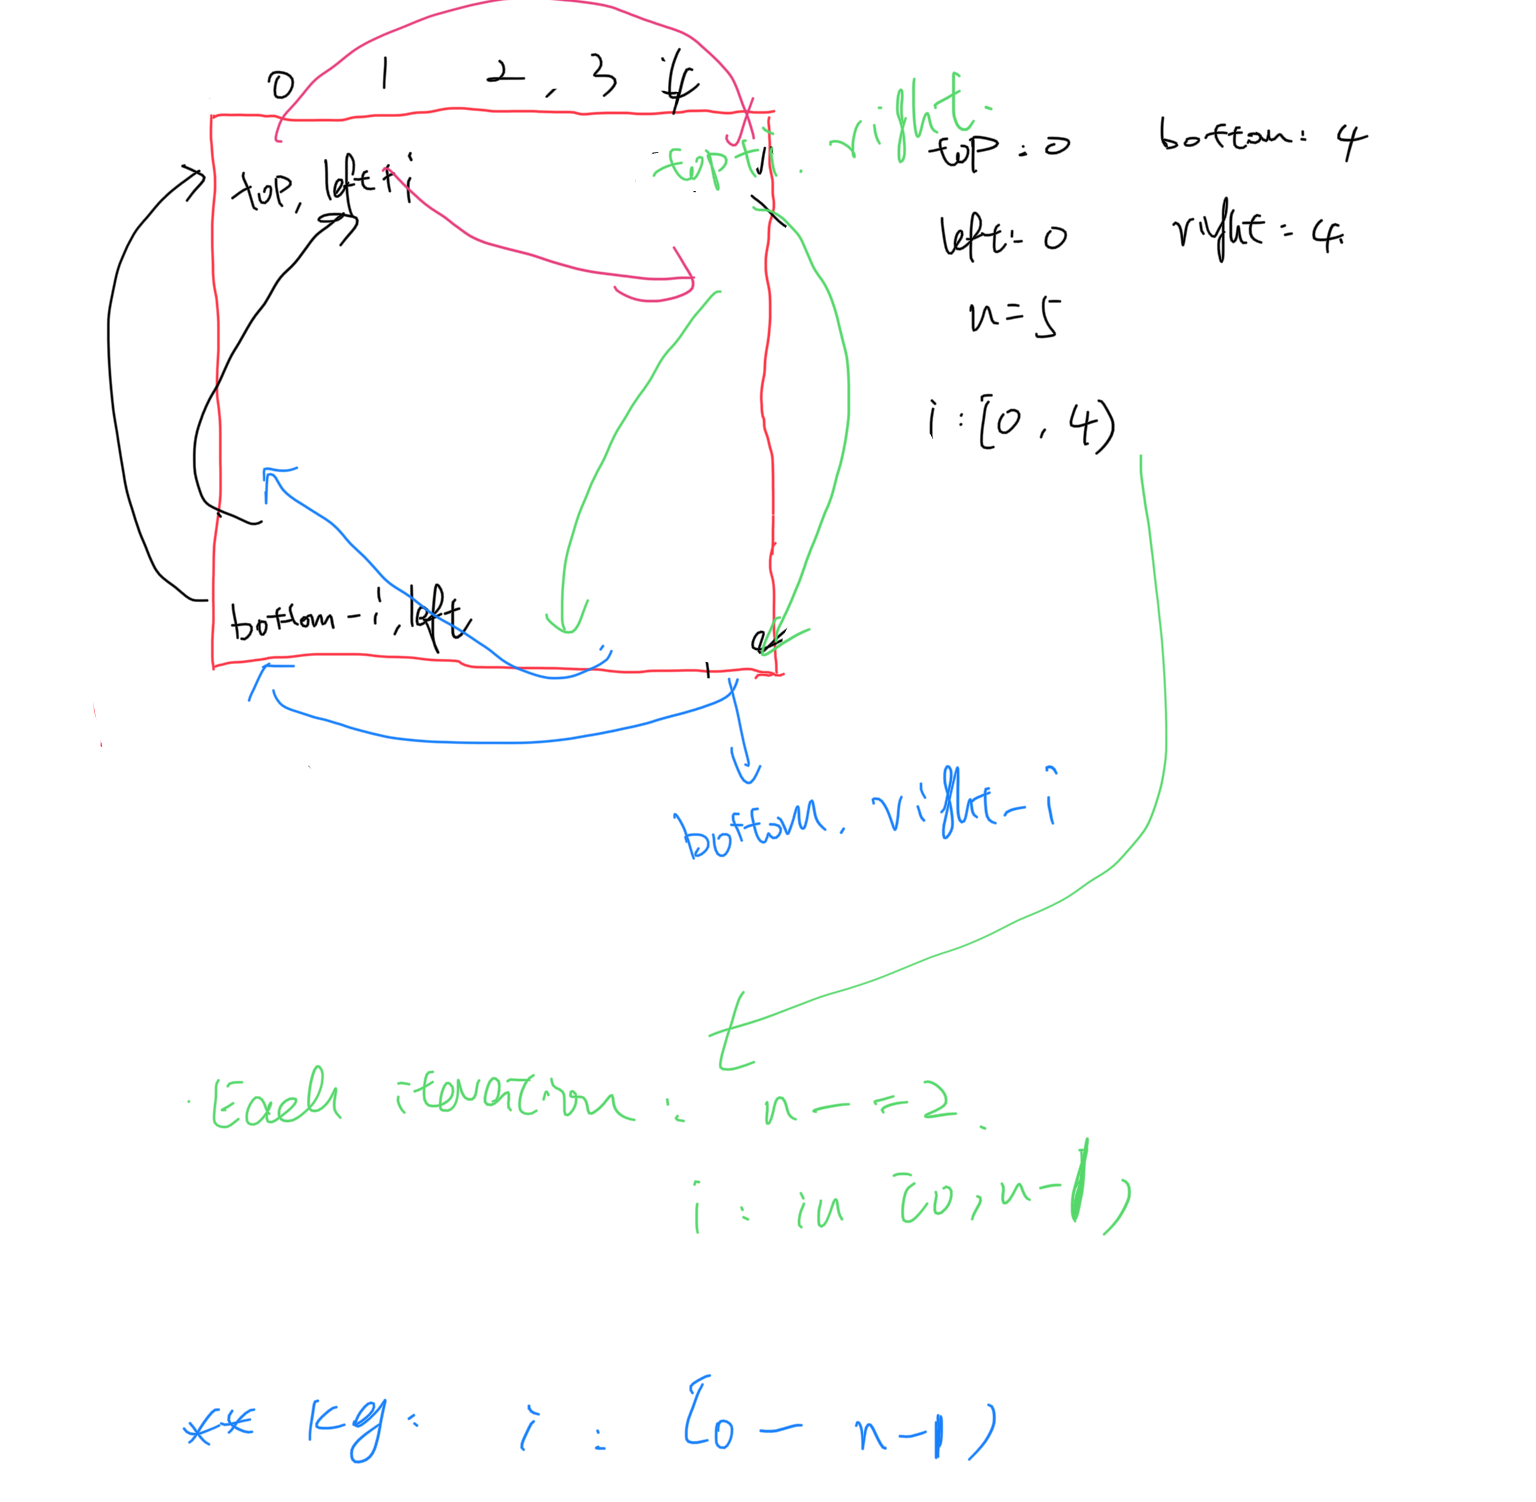 0 1 2 , 3 4
top, left+i
top+i, right.
top : 0 bottom : 4
left : 0 right = 4.
n = 5
i : [0, 4)
bottom - i, left
bottom, right - i
Each iteration : n - = 2.
i : in [0, n-1)
** Key : i : [0 - n-1)